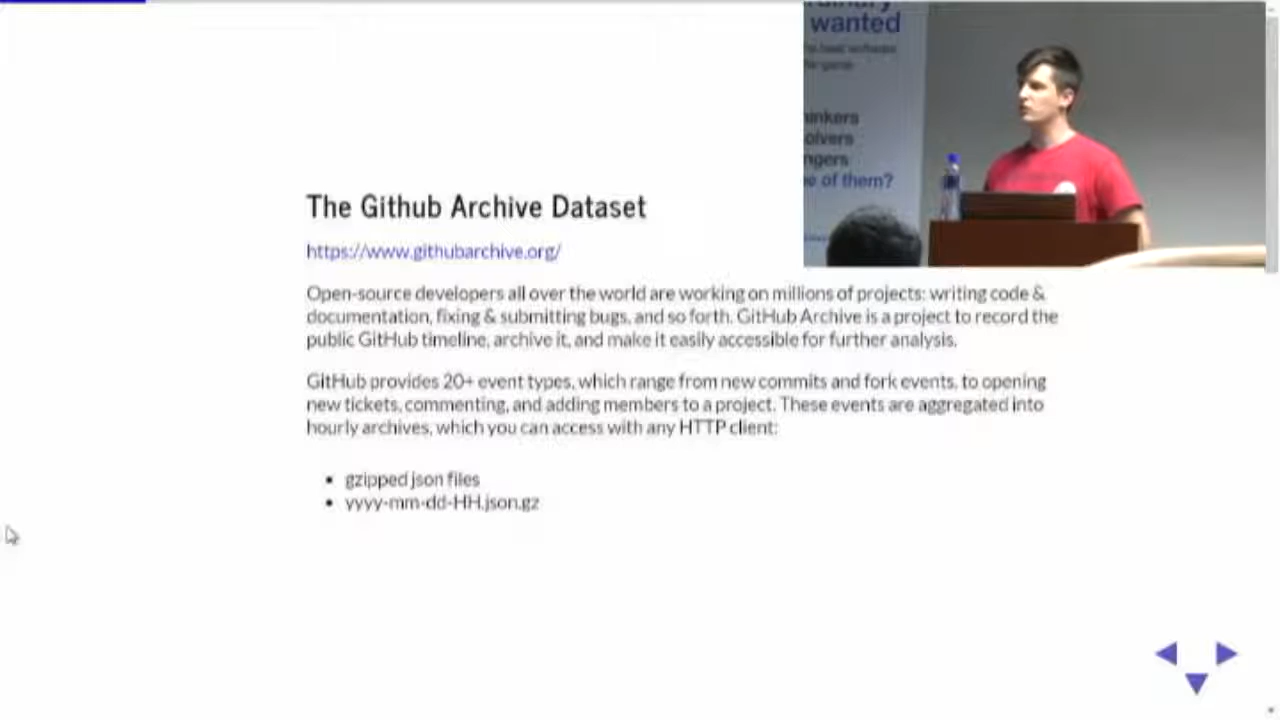 wanted
inkers
olvers
ngers
e of them?
The Github Archive Dataset
https://www.githubarchive.org/
Open-source developers all over the world are working on millions of projects: writing code &
documentation, fixing & submitting bugs, and so forth. GitHub Archive is a project to record the
public GitHub timeline, archive it, and make it easily accessible for further analysis.
GitHub provides 20+ event types, which range from new commits and fork events, to opening
new tickets, commenting, and adding members to a project. These events are aggregated into
hourly archives, which you can access with any HTTP client:
• gzipped json files
• yyyy-mm-dd-HH.json.gz